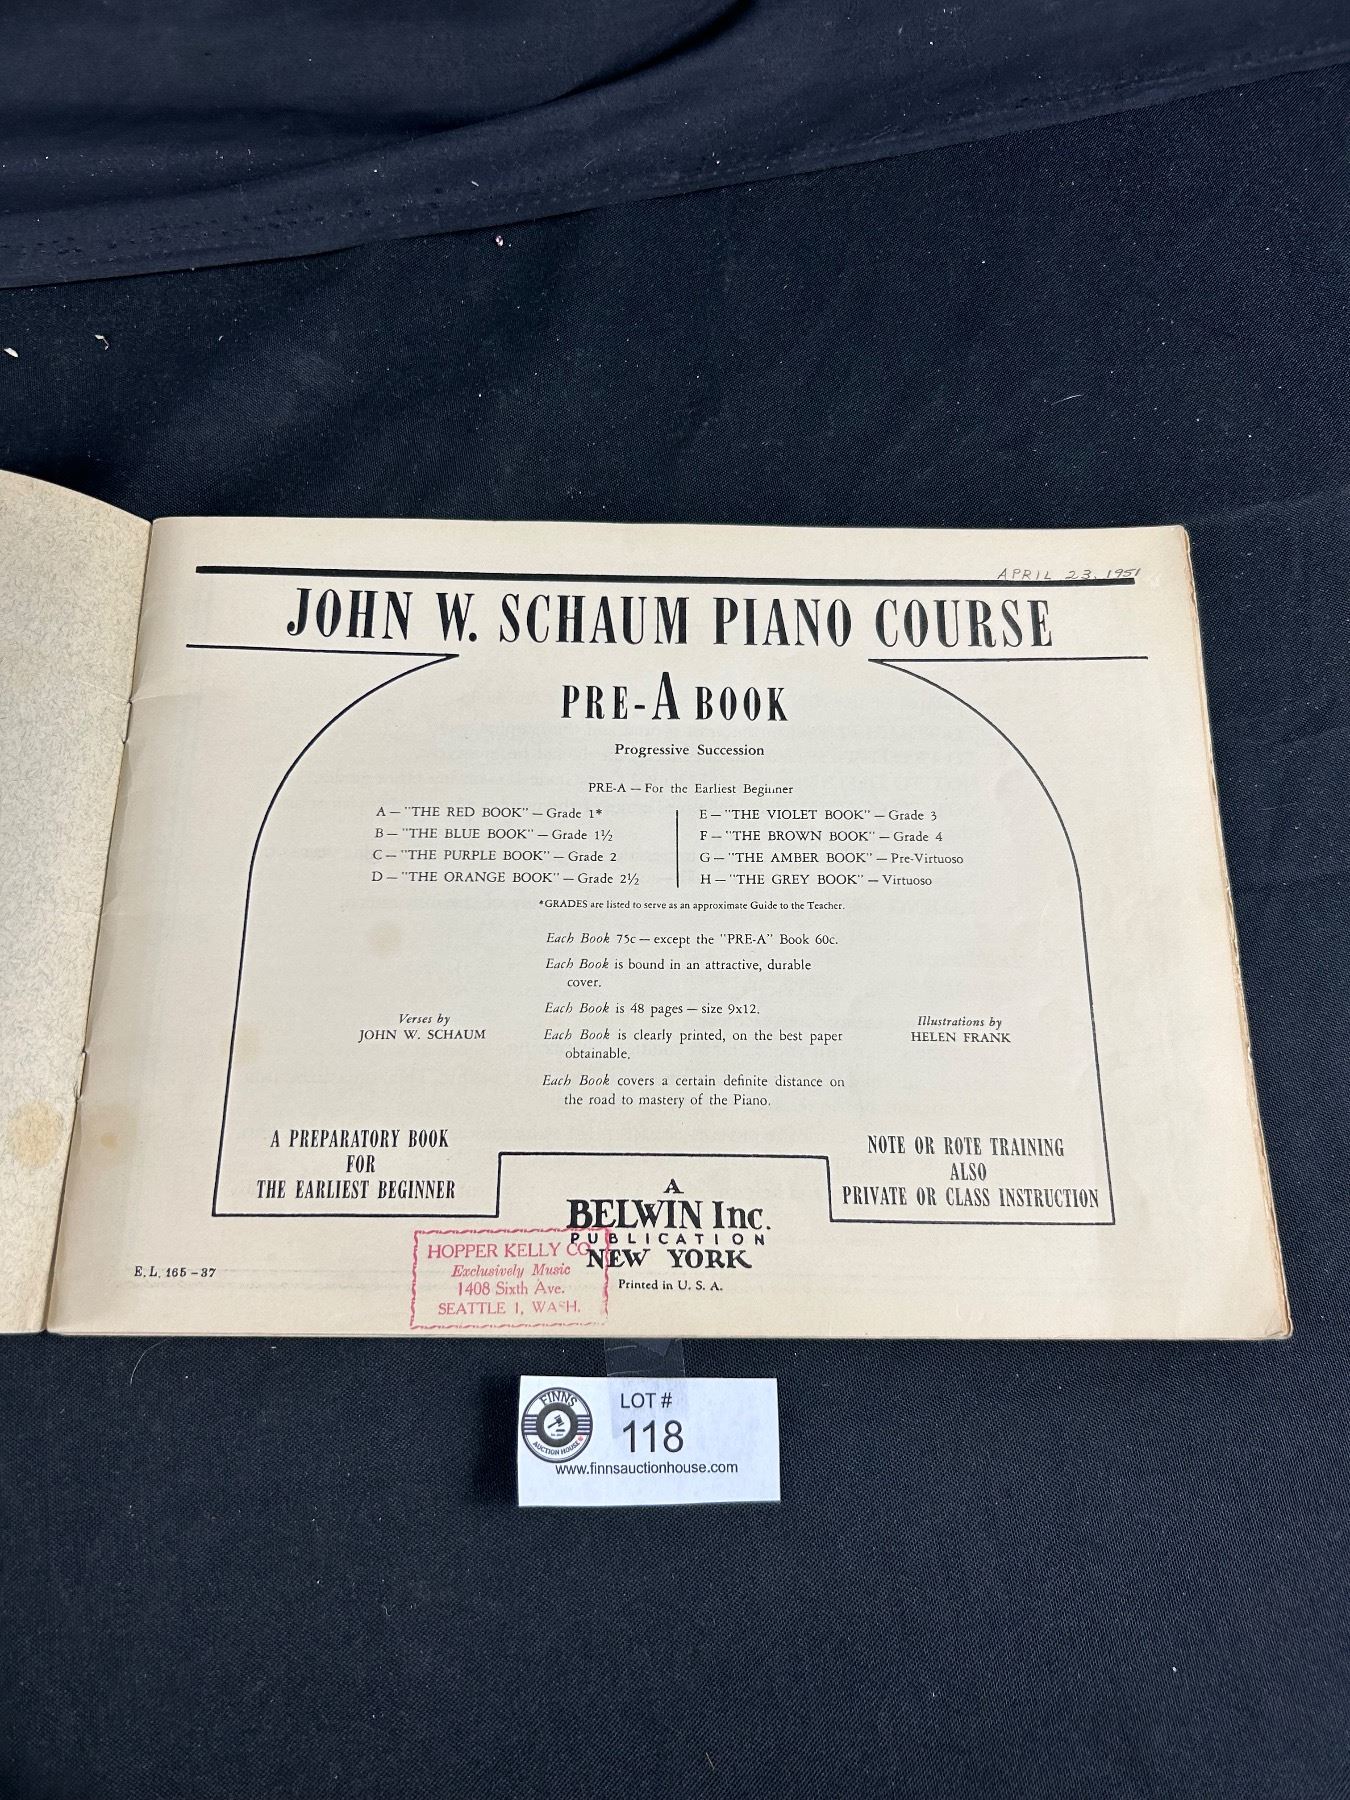 APRIL 23, 1951
JOHN W. SCHAUM PIANO COURSE
PRE-A BOOK
Progressive Succession
PRE-A — For the Earliest Beginner
A — "THE RED BOOK" — Grade 1*
B — "THE BLUE BOOK" — Grade 1½
C — "THE PURPLE BOOK" — Grade 2
D — "THE ORANGE BOOK" — Grade 2½
E — "THE VIOLET BOOK" — Grade 3
F — "THE BROWN BOOK" — Grade 4
G — "THE AMBER BOOK" — Pre-Virtuoso
H — "THE GREY BOOK" — Virtuoso
*GRADES are listed to serve as an approximate Guide to the Teacher.
Each Book 75c — except the "PRE-A" Book 60c.
Each Book is bound in an attractive, durable
cover.
Each Book is 48 pages — size 9x12.
Each Book is clearly printed, on the best paper
obtainable.
Each Book covers a certain definite distance on
the road to mastery of the Piano.
Verses by
JOHN W. SCHAUM
Illustrations by
HELEN FRANK
A PREPARATORY BOOK
FOR
THE EARLIEST BEGINNER
NOTE OR ROTE TRAINING
ALSO
PRIVATE OR CLASS INSTRUCTION
A
BELWIN Inc.
PUBLICATION
NEW YORK
Printed in U. S. A.
E. L. 165 - 37
HOPPER KELLY CO
Exclusively Music
1408 Sixth Ave.
SEATTLE 1, WASH.
FINNS
AUCTION HOUSE
LOT #
118
www.finnsauctionhouse.com